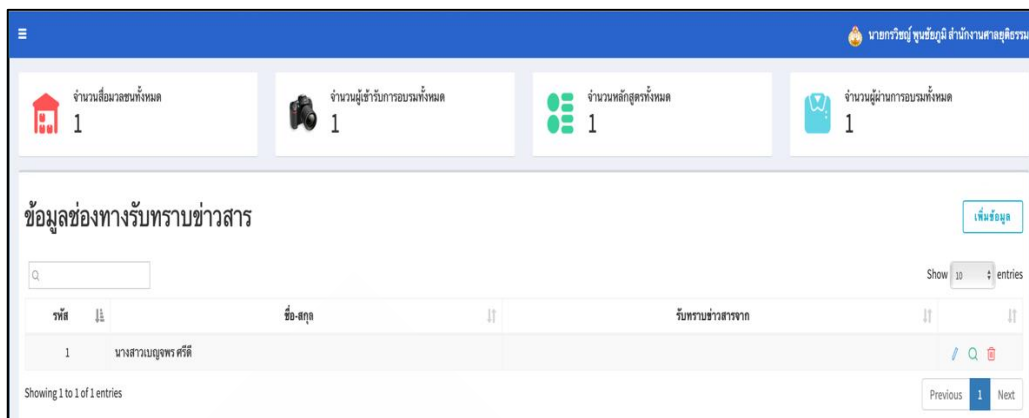 นายกรวิชญ์ พูนชัยภูมิ สำนักงานศาลยุติธรรม
จำนวนสื่อมวลชนทั้งหมด
1
จำนวนผู้เข้ารับการอบรมทั้งหมด
1
จำนวนหลักสูตรทั้งหมด
1
จำนวนผู้ผ่านการอบรมทั้งหมด
1
ข้อมูลช่องทางรับทราบข่าวสาร
เพิ่มข้อมูล
Show 10 entries
รหัส ชื่อ-สกุล รับทราบข่าวสารจาก
1 นางสาวเบญจพร ศรีดี
Showing 1 to 1 of 1 entries
Previous 1 Next